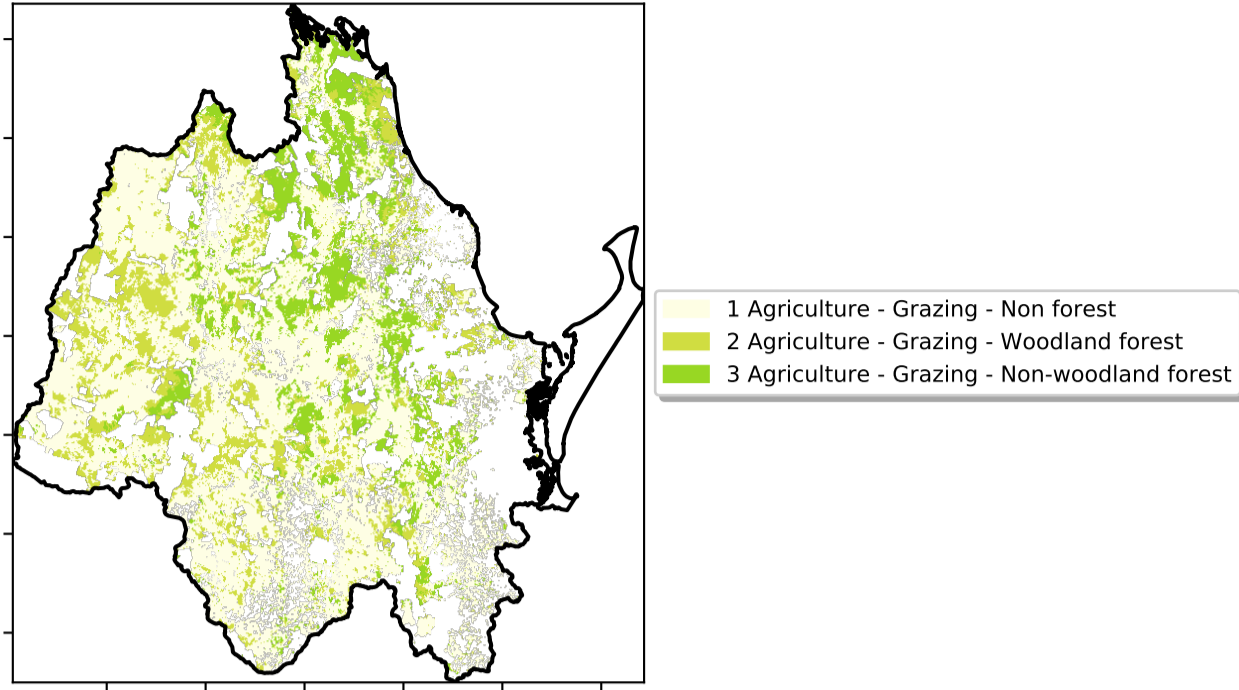 1 Agriculture - Grazing - Non forest
2 Agriculture - Grazing - Woodland forest
3 Agriculture - Grazing - Non-woodland forest